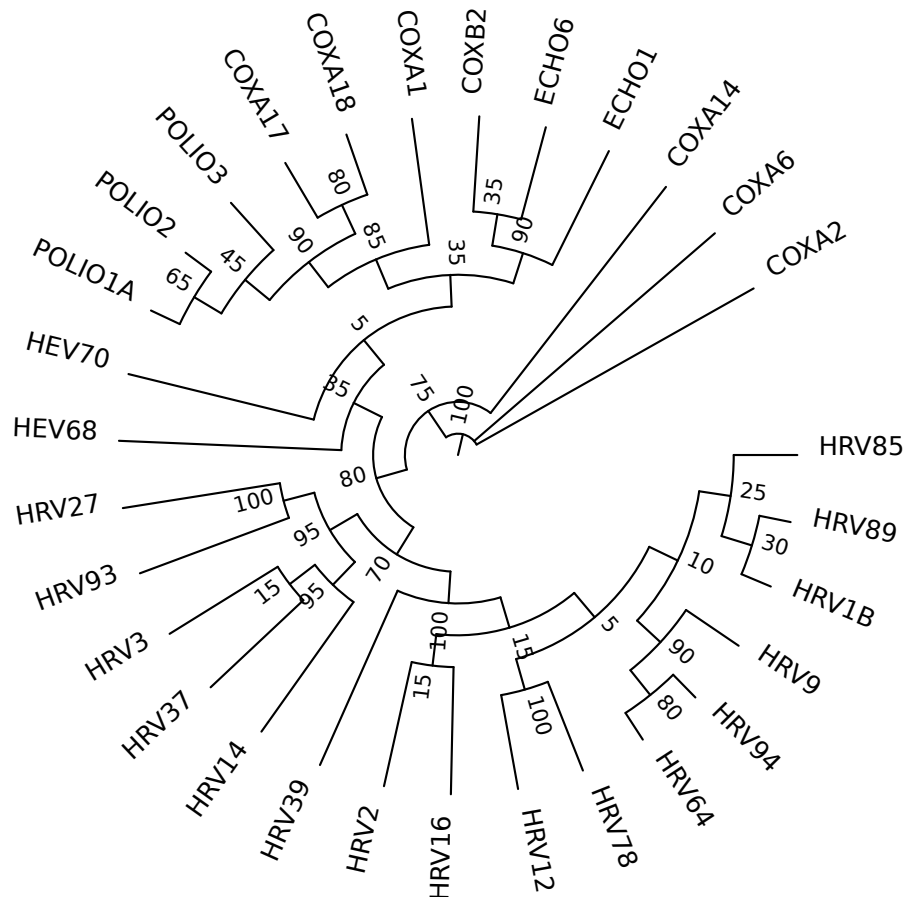 COXB2
ECHO6
ECHO1
COXA1
COXA18
COXA17
COXA14
COXA6
COXA2
POLIO3
POLIO2
POLIO1A
HEV70
HEV68
HRV27
HRV93
HRV3
HRV37
HRV14
HRV39
HRV2
HRV16
HRV12
HRV78
HRV64
HRV94
HRV9
HRV1B
HRV89
HRV85
80
35
90
85
90
35
45
65
5
35
75
100
80
100
95
95
15
70
100
15
15
100
5
10
25
30
90
80